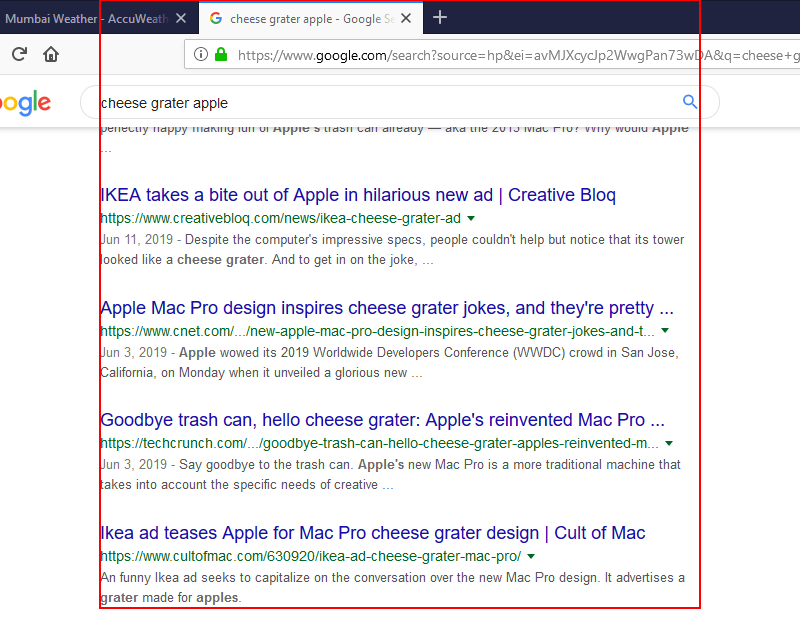 Mumbai Weather - AccuWeath
cheese grater apple - Google Se
https://www.google.com/search?source=hp&ei=avMJXcycJp2WwgPan73wDA&q=cheese+g
ogle
cheese grater apple
perfectly happy making fun of Apple's trash can already — aka the 2013 Mac Pro? Why would Apple
...
IKEA takes a bite out of Apple in hilarious new ad | Creative Bloq
https://www.creativebloq.com/news/ikea-cheese-grater-ad
Jun 11, 2019 - Despite the computer's impressive specs, people couldn't help but notice that its tower
looked like a cheese grater. And to get in on the joke, ...
Apple Mac Pro design inspires cheese grater jokes, and they're pretty ...
https://www.cnet.com/.../new-apple-mac-pro-design-inspires-cheese-grater-jokes-and-t...
Jun 3, 2019 - Apple wowed its 2019 Worldwide Developers Conference (WWDC) crowd in San Jose,
California, on Monday when it unveiled a glorious new ...
Goodbye trash can, hello cheese grater: Apple's reinvented Mac Pro ...
https://techcrunch.com/.../goodbye-trash-can-hello-cheese-grater-apples-reinvented-m...
Jun 3, 2019 - Say goodbye to the trash can. Apple's new Mac Pro is a more traditional machine that
takes into account the specific needs of creative ...
Ikea ad teases Apple for Mac Pro cheese grater design | Cult of Mac
https://www.cultofmac.com/630920/ikea-ad-cheese-grater-mac-pro/
An funny Ikea ad seeks to capitalize on the conversation over the new Mac Pro design. It advertises a
grater made for apples.